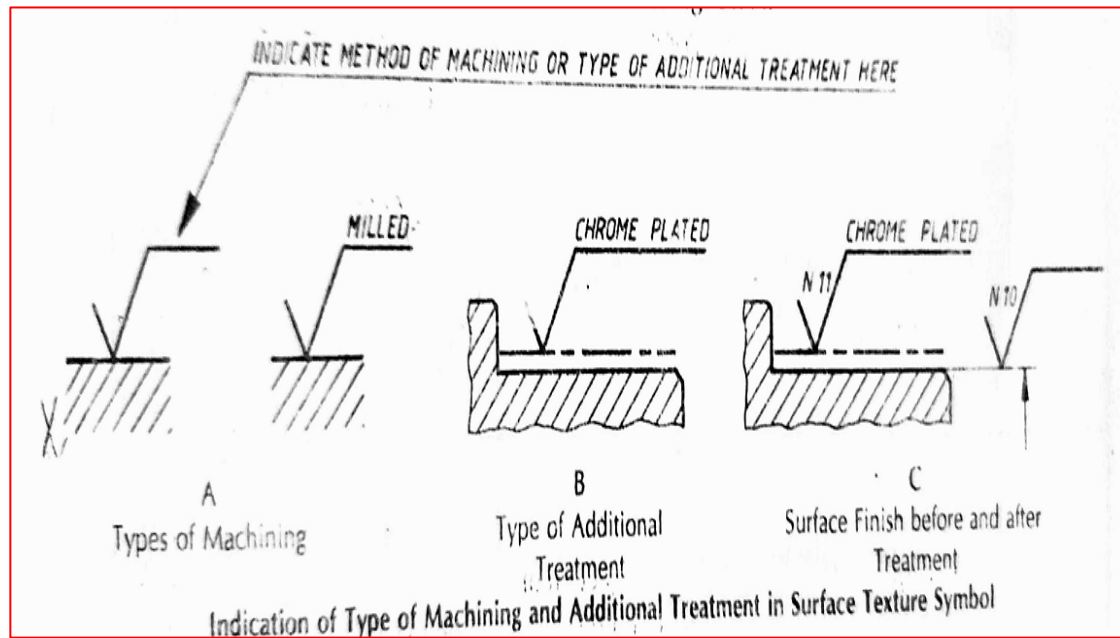 INDICATE METHOD OF MACHINING OR TYPE OF ADDITIONAL TREATMENT HERE
MILLED
CHROME PLATED
CHROME PLATED
N 11
N 10
A
Types of Machining
B
Type of Additional
Treatment
C
Surface Finish before and after
Treatment
Indication of Type of Machining and Additional Treatment in Surface Texture Symbol